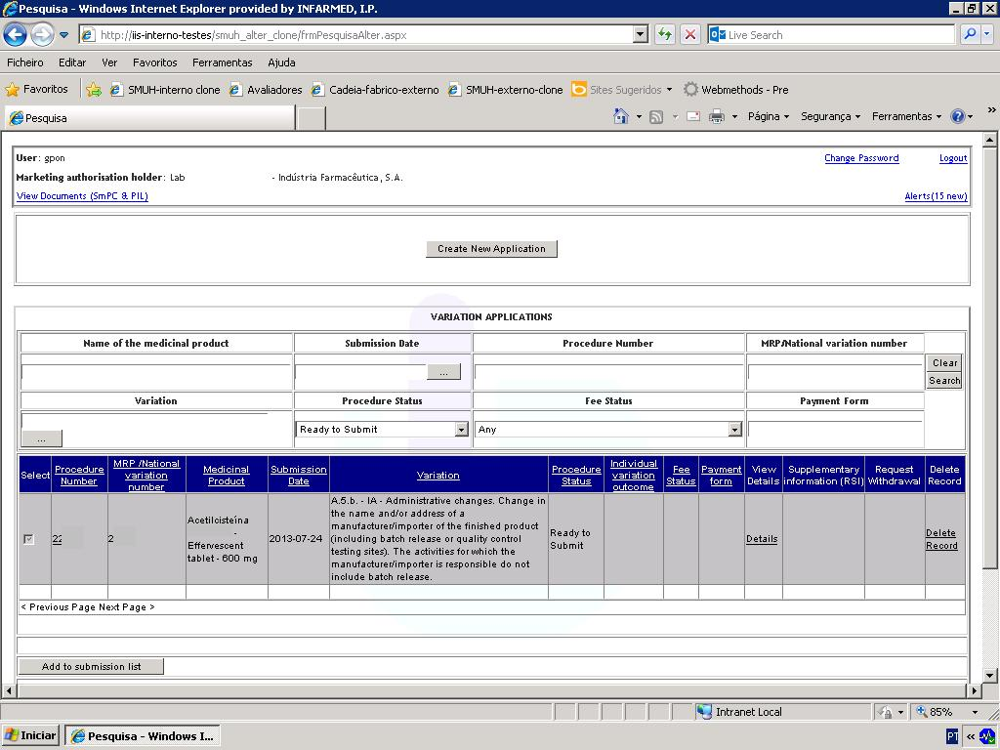 Pesquisa - Windows Internet Explorer provided by INFARMED, I.P.
http://iis-interno-testes/smuh_alter_clone/frmPesquisaAlter.aspx
Live Search
Ficheiro Editar Ver Favoritos Ferramentas Ajuda
Favoritos SMUH-interno clone Avaliadores Cadeia-fabrico-externo SMUH-externo-clone Sites Sugeridos Webmethods - Pre
Pesquisa Página Segurança Ferramentas »
User: gpon Change Password Logout
Marketing authorisation holder: Lab - Indústria Farmacêutica, S.A.
View Documents (SmPC & PIL) Alerts(15 new)
Create New Application
VARIATION APPLICATIONS
Name of the medicinal product Submission Date Procedure Number MRP/National variation number
...
Clear
Search
Variation Procedure Status Fee Status Payment Form
Ready to Submit Any
...
Select
Procedure Number
MRP /National variation number
Medicinal Product
Submission Date
Variation
Procedure Status
Individual variation outcome
Fee Status
Payment form
View Details
Supplementary information (RSI)
Request Withdrawal
Delete Record
22
2
Acetilcisteína
-
Effervescent
tablet - 600 mg
2013-07-24
A.5.b. - IA - Administrative changes. Change in
the name and/or address of a
manufacturer/importer of the finished product
(including batch release or quality control
testing sites). The activities for which the
manufacturer/importer is responsible do not
include batch release.
Ready to
Submit
Details
Delete
Record
< Previous Page Next Page >
Add to submission list
Intranet Local 85%
Iniciar Pesquisa - Windows I... PT «